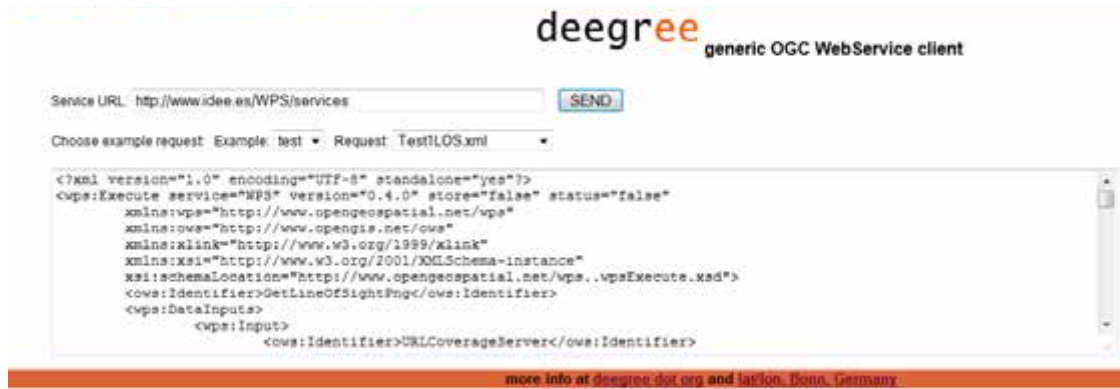 deegree generic OGC WebService client
Service URL: http://www.idee.es/WPS/services SEND
Choose example request: Example: test Request: Test1LOS.xml
<?xml version="1.0" encoding="UTF-8" standalone="yes"?>
<wps:Execute service="WPS" version="0.4.0" store="false" status="false"
xmlns:wps="http://www.opengeospatial.net/wps"
xmlns:ows="http://www.opengis.net/ows"
xmlns:xlink="http://www.w3.org/1999/xlink"
xmlns:xsi="http://www.w3.org/2001/XMLSchema-instance"
xsi:schemaLocation="http://www.opengeospatial.net/wps..wpsExecute.xsd">
<ows:Identifier>GetLineOfSightPng</ows:Identifier>
<wps:DataInputs>
<wps:Input>
<ows:Identifier>URLCoverageServer</ows:Identifier>
more info at deegree dot org and lat/lon, Bonn, Germany